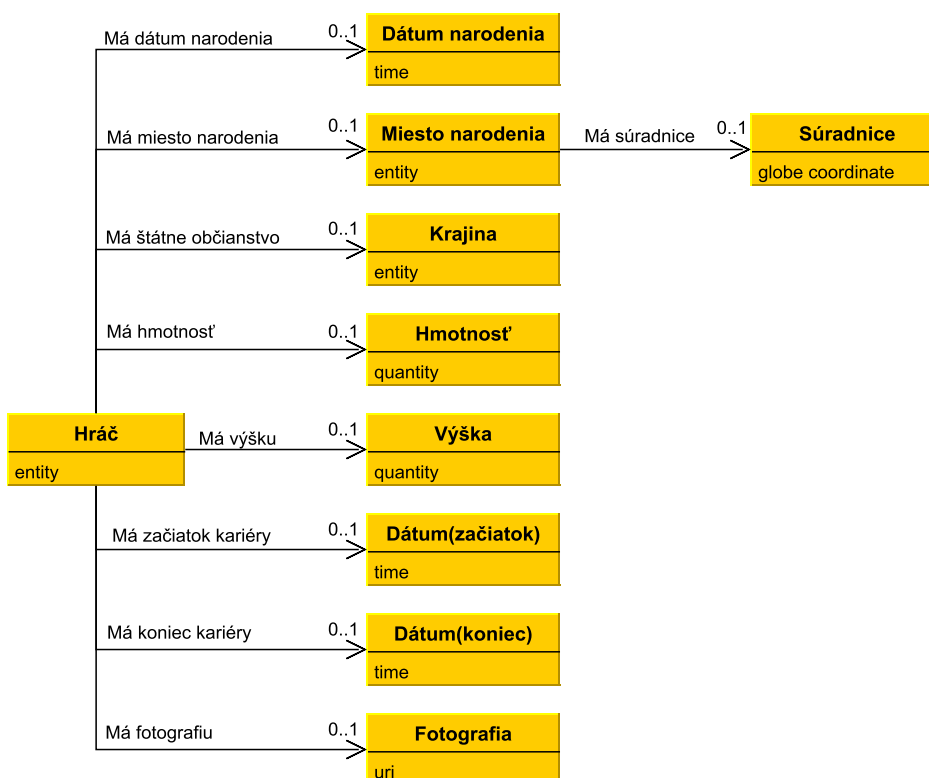 Má dátum narodenia
0..1
Dátum narodenia
time
Má miesto narodenia
0..1
Miesto narodenia
entity
Má súradnice
0..1
Súradnice
globe coordinate
Má štátne občianstvo
0..1
Krajina
entity
Má hmotnosť
0..1
Hmotnosť
quantity
Hráč
entity
Má výšku
0..1
Výška
quantity
Má začiatok kariéry
0..1
Dátum(začiatok)
time
Má koniec kariéry
0..1
Dátum(koniec)
time
Má fotografiu
0..1
Fotografia
uri